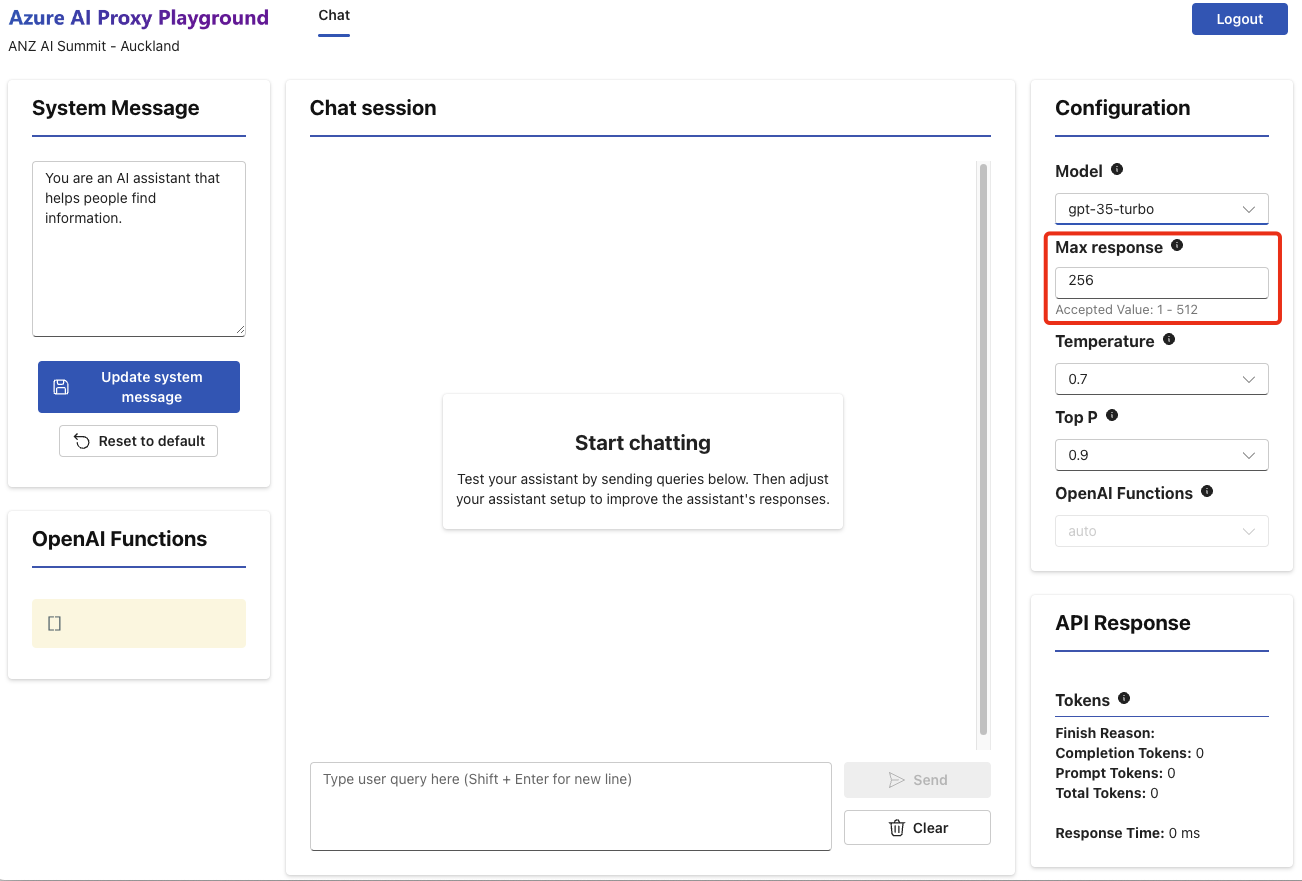 Azure AI Proxy Playground
Chat
Logout
ANZ AI Summit - Auckland
System Message
You are an AI assistant that
helps people find
information.
Update system
message
Reset to default
OpenAI Functions
[]
Chat session
Start chatting
Test your assistant by sending queries below. Then adjust
your assistant setup to improve the assistant's responses.
Type user query here (Shift + Enter for new line)
Send
Clear
Configuration
Model
gpt-35-turbo
Max response
256
Accepted Value: 1 - 512
Temperature
0.7
Top P
0.9
OpenAI Functions
auto
API Response
Tokens
Finish Reason:
Completion Tokens: 0
Prompt Tokens: 0
Total Tokens: 0
Response Time: 0 ms